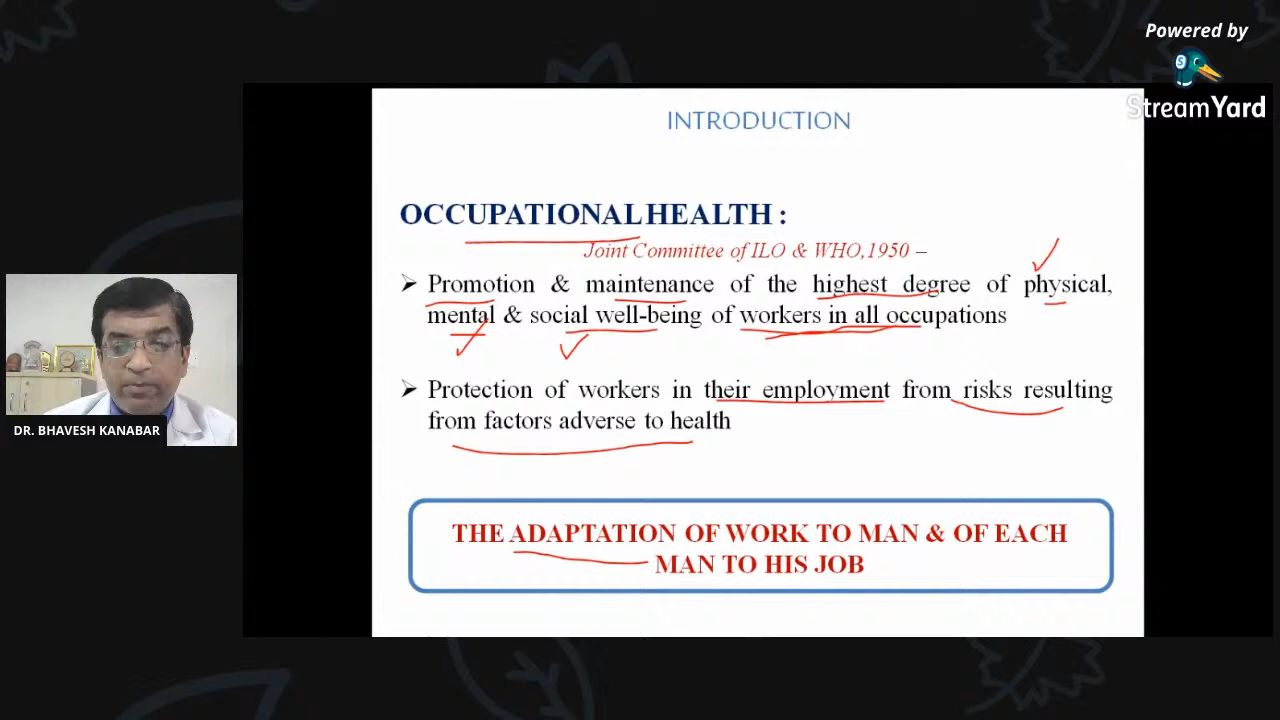 Powered by
StreamYard
INTRODUCTION
OCCUPATIONAL HEALTH :
Joint Committee of ILO & WHO,1950 –
➢ Promotion & maintenance of the highest degree of physical,
mental & social well-being of workers in all occupations
➢ Protection of workers in their employment from risks resulting
from factors adverse to health
THE ADAPTATION OF WORK TO MAN & OF EACH
MAN TO HIS JOB
DR. BHAVESH KANABAR